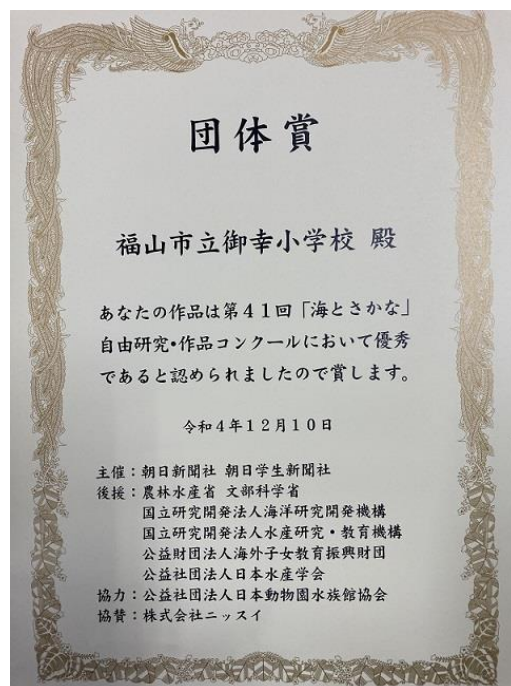 団体賞
福山市立御幸小学校 殿
あなたの作品は第41回「海とさかな」
自由研究・作品コンクールにおいて優秀
であると認められましたので賞します。
令和4年12月10日
主催：朝日新聞社 朝日学生新聞社
後援：農林水産省 文部科学省
国立研究開発法人海洋研究開発機構
国立研究開発法人水産研究・教育機構
公益財団法人海外子女教育振興財団
公益社団法人日本水産学会
協力：公益社団法人日本動物園水族館協会
協賛：株式会社ニッスイ